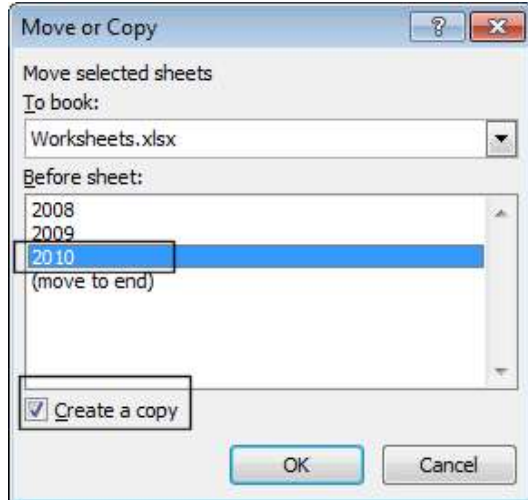 Move or Copy
Move selected sheets
To book:
Worksheets.xlsx
Before sheet:
2008
2009
2010
(move to end)
Create a copy
OK Cancel